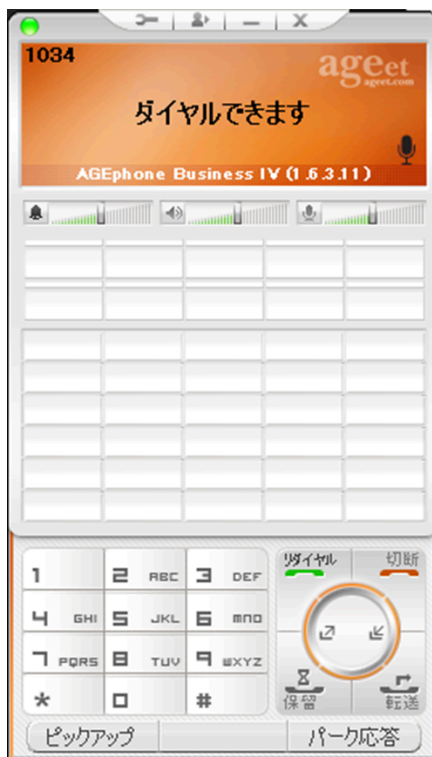 1034
ageet
ageet.com
ダイヤルできます
AGEphone Business IV (1.6.3.11)
リダイヤル 切断
1 2 ABC 3 DEF
4 GHI 5 JKL 6 MNO
7 PQRS 8 TUV 9 WXYZ
* 0 #
保留 転送
ピックアップ パーク応答